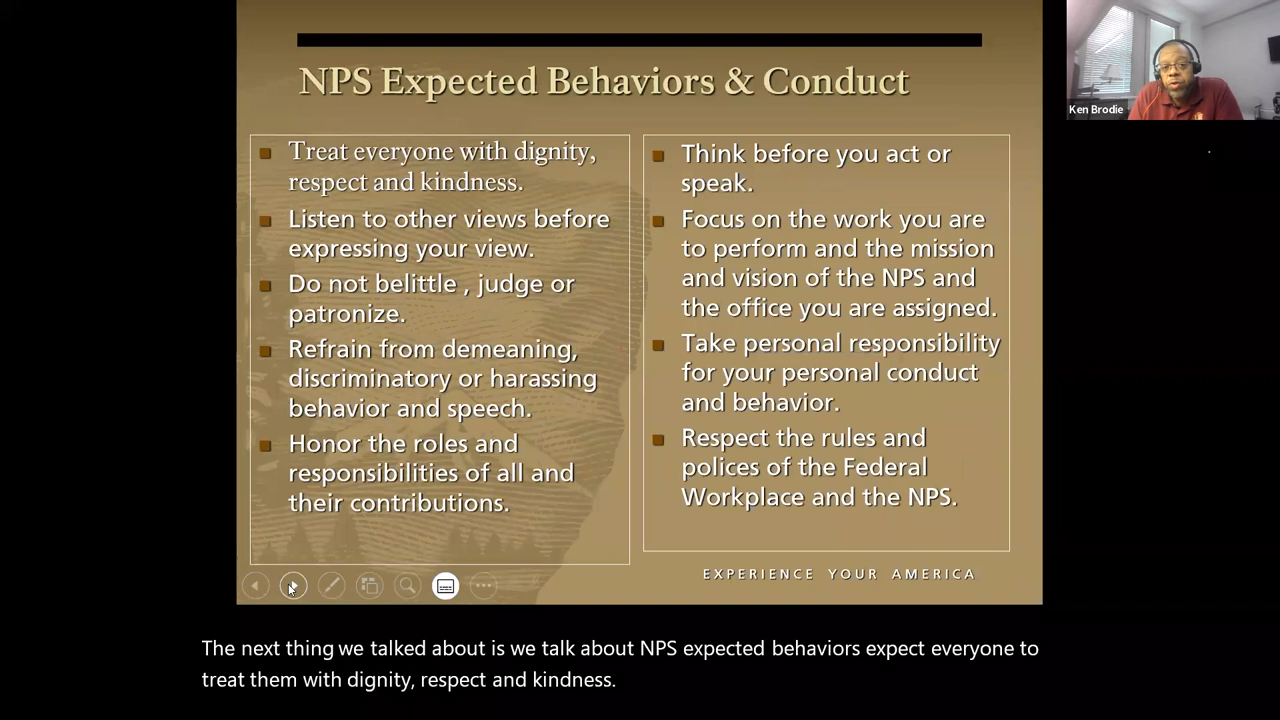 NPS Expected Behaviors & Conduct
Treat everyone with dignity,
respect and kindness.
Listen to other views before
expressing your view.
Do not belittle , judge or
patronize.
Refrain from demeaning,
discriminatory or harassing
behavior and speech.
Honor the roles and
responsibilities of all and
their contributions.
Think before you act or
speak.
Focus on the work you are
to perform and the mission
and vision of the NPS and
the office you are assigned.
Take personal responsibility
for your personal conduct
and behavior.
Respect the rules and
polices of the Federal
Workplace and the NPS.
EXPERIENCE YOUR AMERICA
Ken Brodie
The next thing we talked about is we talk about NPS expected behaviors expect everyone to
treat them with dignity, respect and kindness.